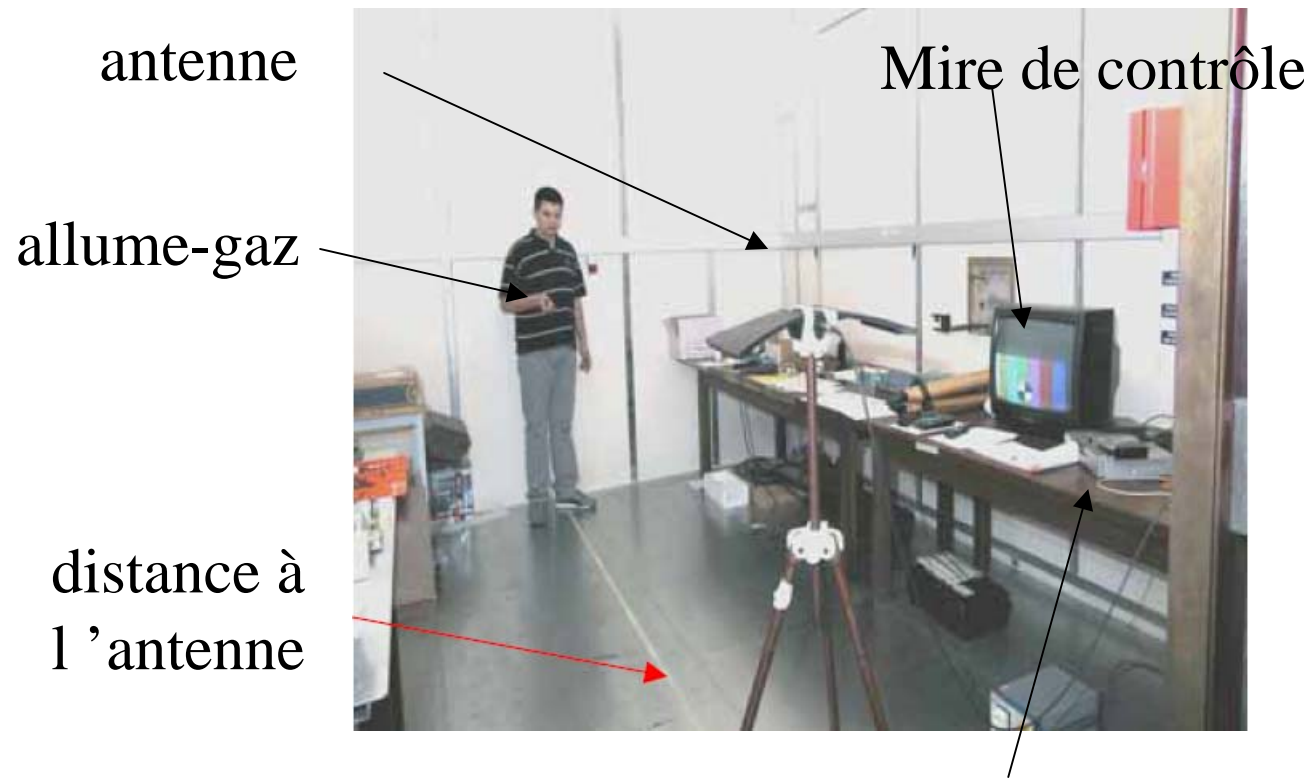 antenne
Mire de contrôle
allume-gaz
distance à
l ’antenne